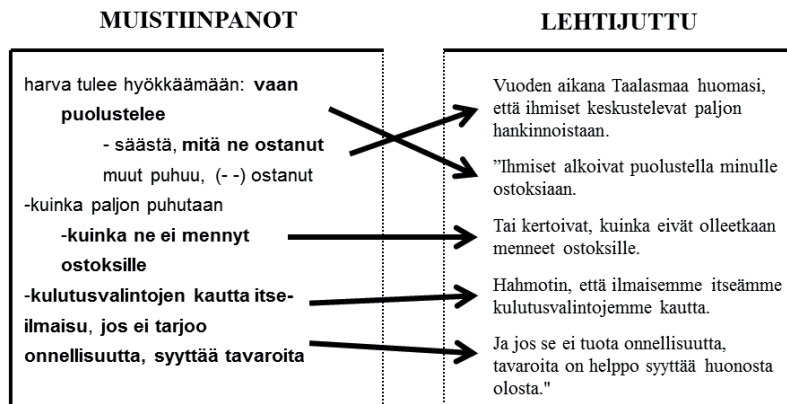 MUISTIINPANOT
harva tulee hyökkäämään: vaan
puolustelee
- säästä, mitä ne ostanut
muut puhuu, (- -) ostanut
-kuinka paljon puhutaan
-kuinka ne ei mennyt
ostoksille
-kulutusvalintojen kautta itse-
ilmaisu, jos ei tarjoo
onnellisuutta, syyttää tavaroita
LEHTIJUTTU
Vuoden aikana Taalasmaa huomasi,
että ihmiset keskustelevat paljon
hankinnoistaan.
”Ihmiset alkoivat puolustella minulle
ostoksiaan.
Tai kertoivat, kuinka eivät olleetkaan
menneet ostoksille.
Hahmotin, että ilmaisemme itseämme
kulutusvalintojemme kautta.
Ja jos se ei tuota onnellisuutta,
tavaroita on helppo syyttää huonosta
olosta."